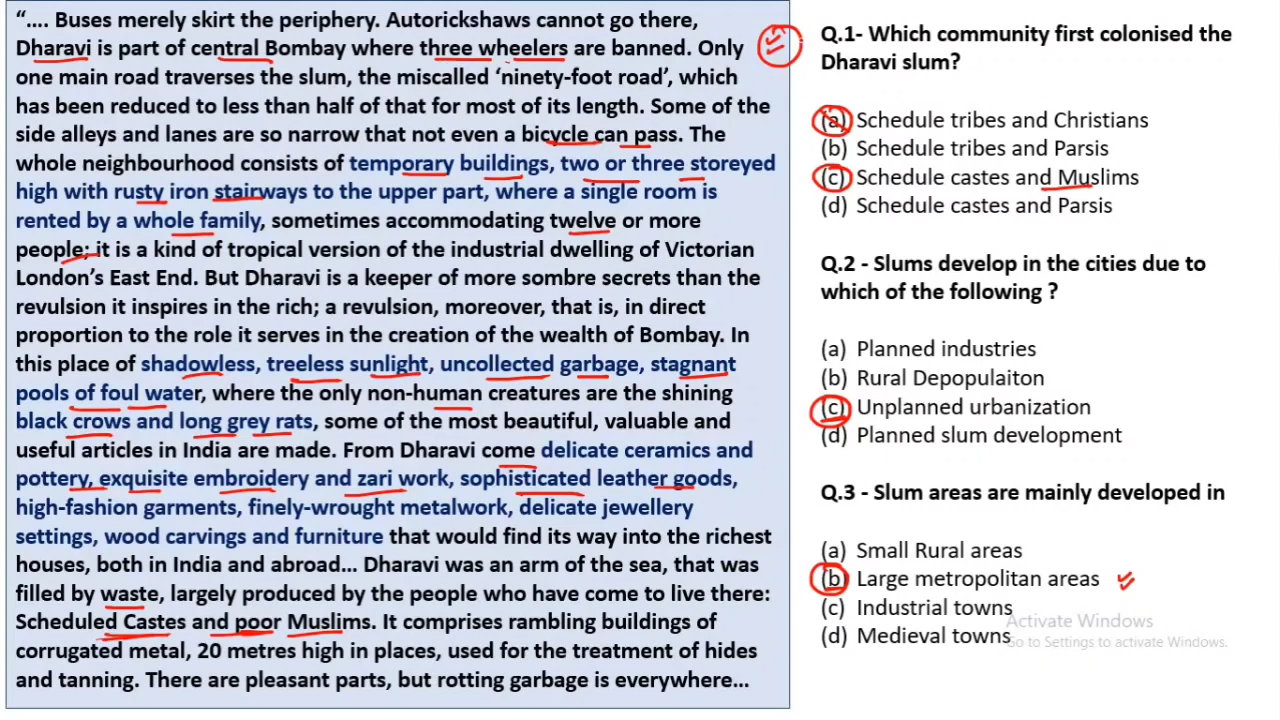 “.... Buses merely skirt the periphery. Autorickshaws cannot go there,
Dharavi is part of central Bombay where three wheelers are banned. Only
one main road traverses the slum, the miscalled ‘ninety-foot road’, which
has been reduced to less than half of that for most of its length. Some of the
side alleys and lanes are so narrow that not even a bicycle can pass. The
whole neighbourhood consists of temporary buildings, two or three storeyed
high with rusty iron stairways to the upper part, where a single room is
rented by a whole family, sometimes accommodating twelve or more
people; it is a kind of tropical version of the industrial dwelling of Victorian
London’s East End. But Dharavi is a keeper of more sombre secrets than the
revulsion it inspires in the rich; a revulsion, moreover, that is, in direct
proportion to the role it serves in the creation of the wealth of Bombay. In
this place of shadowless, treeless sunlight, uncollected garbage, stagnant
pools of foul water, where the only non-human creatures are the shining
black crows and long grey rats, some of the most beautiful, valuable and
useful articles in India are made. From Dharavi come delicate ceramics and
pottery, exquisite embroidery and zari work, sophisticated leather goods,
high-fashion garments, finely-wrought metalwork, delicate jewellery
settings, wood carvings and furniture that would find its way into the richest
houses, both in India and abroad... Dharavi was an arm of the sea, that was
filled by waste, largely produced by the people who have come to live there:
Scheduled Castes and poor Muslims. It comprises rambling buildings of
corrugated metal, 20 metres high in places, used for the treatment of hides
and tanning. There are pleasant parts, but rotting garbage is everywhere...
Q.1- Which community first colonised the
Dharavi slum?
(a) Schedule tribes and Christians
(b) Schedule tribes and Parsis
(c) Schedule castes and Muslims
(d) Schedule castes and Parsis
Q.2 - Slums develop in the cities due to
which of the following ?
(a) Planned industries
(b) Rural Depopulaiton
(c) Unplanned urbanization
(d) Planned slum development
Q.3 - Slum areas are mainly developed in
(a) Small Rural areas
(b) Large metropolitan areas
(c) Industrial towns
(d) Medieval towns
Activate Windows
Go to Settings to activate Windows.